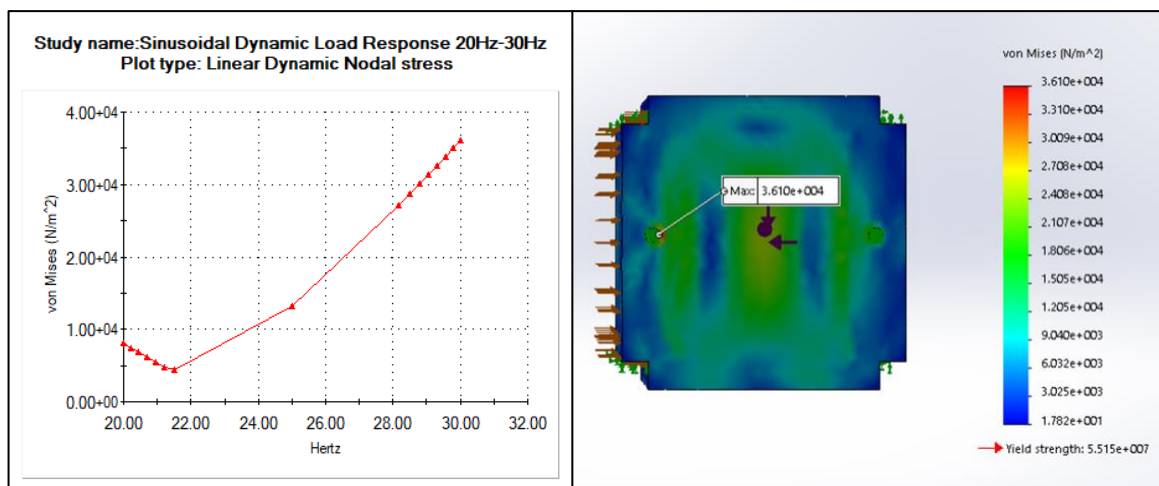 Study name:Sinusoidal Dynamic Load Response 20Hz-30Hz
Plot type: Linear Dynamic Nodal stress
von Mises (N/m^2)
4.00+04
3.00+04
2.00+04
1.00+04
0.00+00
20.00 22.00 24.00 26.00 28.00 30.00 32.00
Hertz
Max: 3.610e+004
von Mises (N/m^2)
3.610e+004
3.310e+004
3.009e+004
2.708e+004
2.408e+004
2.107e+004
1.806e+004
1.505e+004
1.205e+004
9.040e+003
6.032e+003
3.025e+003
1.782e+001
Yield strength: 5.515e+007